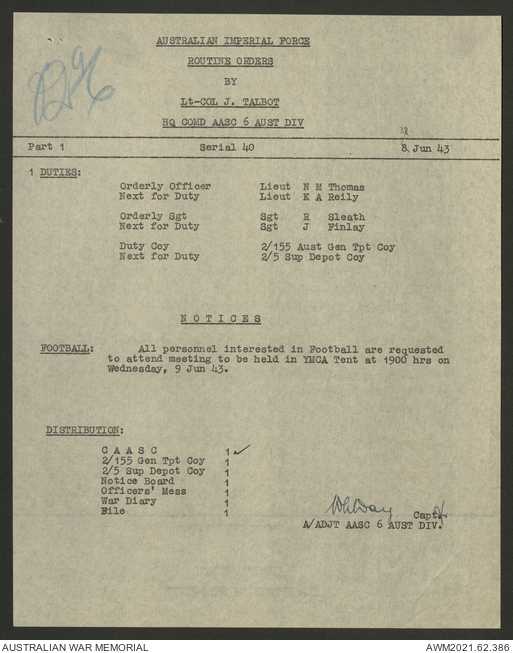 AUSTRALIAN IMPERIAL FORCE
ROUTINE ORDERS
BY
Lt-COL J. TALBOT
HQ COMD AASC 6 AUST DIV
Part 1 Serial 40 8 Jun 43
1 DUTIES:
Orderly Officer Lieut N M Thomas
Next for Duty Lieut K A Reily
Orderly Sgt Sgt R Sleath
Next for Duty Sgt J Finlay
Duty Coy 2/155 Aust Gen Tpt Coy
Next for Duty 2/5 Sup Depot Coy
N O T I C E S
FOOTBALL: All personnel interested in Football are requested
to attend meeting to be held in YMCA Tent at 1900 hrs on
Wednesday, 9 Jun 43.
DISTRIBUTION:
C A A S C 1 ✓
2/155 Gen Tpt Coy 1
2/5 Sup Depot Coy 1
Notice Board 1
Officers' Mess 1
War Diary 1
File 1
Capt.
A/ADJT AASC 6 AUST DIV.
AUSTRALIAN WAR MEMORIAL AWM2021.62.386